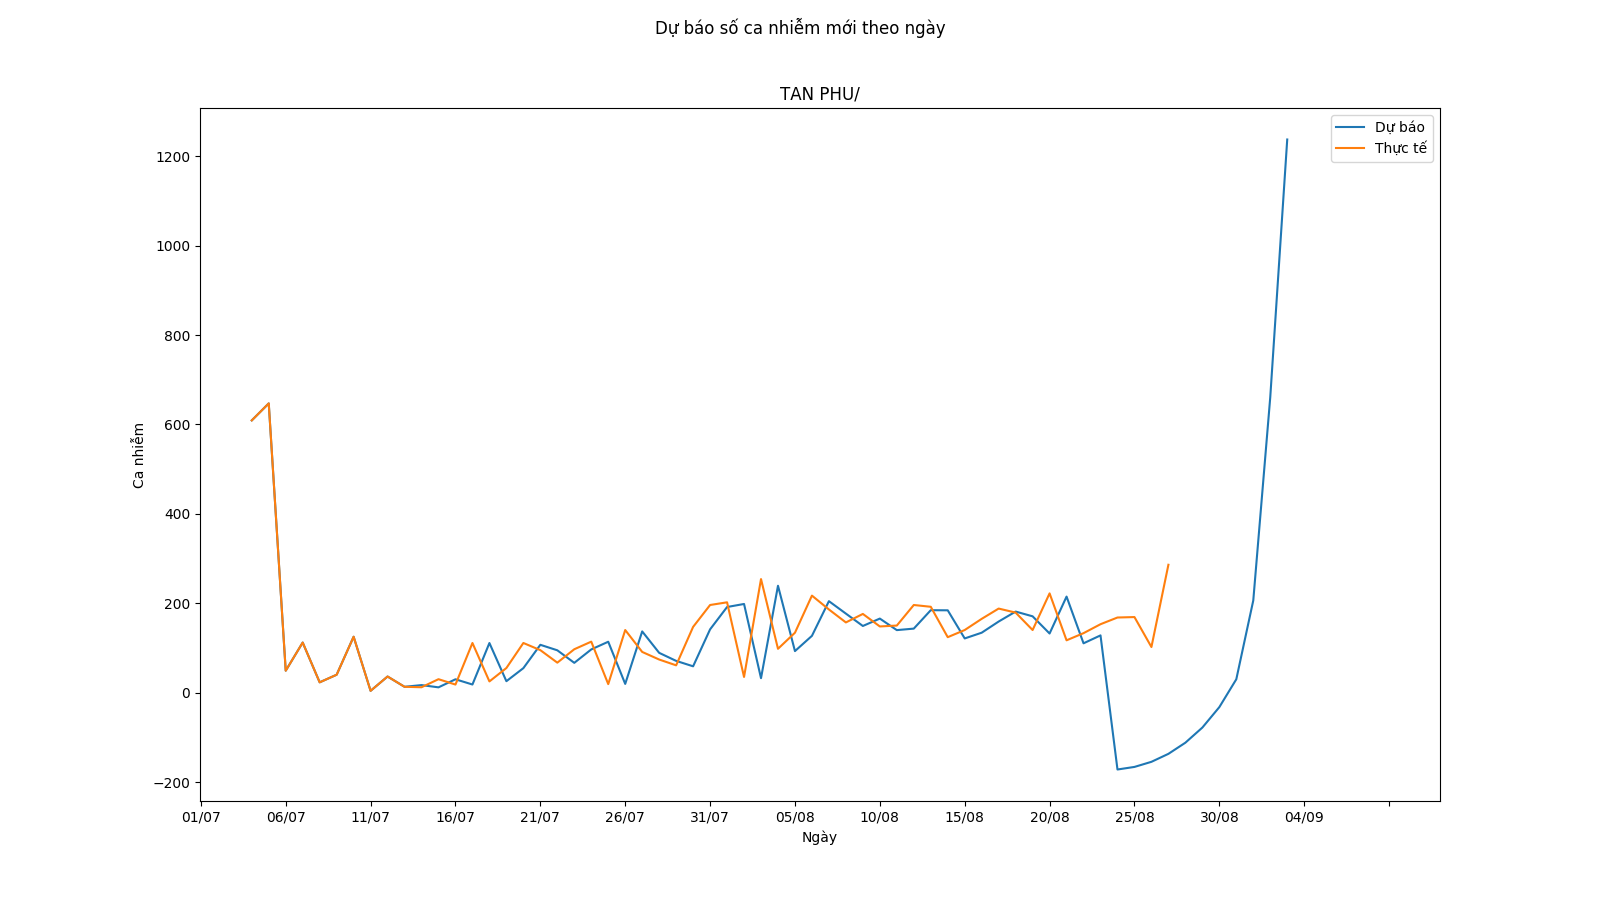 Dự báo số ca nhiễm mới theo ngày
TAN PHU/
Dự báo
Thực tế
1200
1000
800
600
400
200
0
−200
Ca nhiễm
01/07 06/07 11/07 16/07 21/07 26/07 31/07 05/08 10/08 15/08 20/08 25/08 30/08 04/09
Ngày